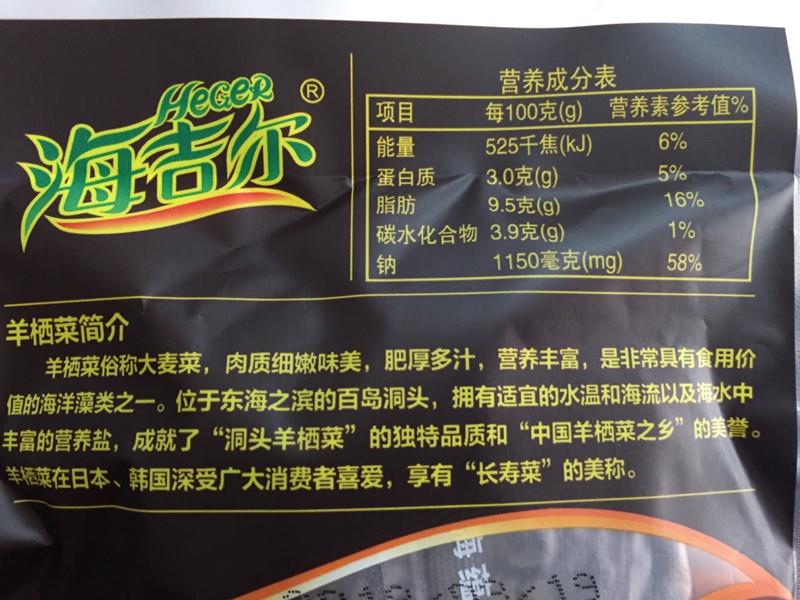 HeGeR ®
海吉尔
营养成分表
项目 每100克(g) 营养素参考值%
能量 525千焦(kJ) 6%
蛋白质 3.0克(g) 5%
脂肪 9.5克(g) 16%
碳水化合物 3.9克(g) 1%
钠 1150毫克(mg) 58%
羊栖菜简介
羊栖菜俗称大麦菜，肉质细嫩味美，肥厚多汁，营养丰富，是非常具有食用价
值的海洋藻类之一。位于东海之滨的百岛洞头，拥有适宜的水温和海流以及海水中
丰富的营养盐，成就了“洞头羊栖菜”的独特品质和“中国羊栖菜之乡”的美誉。
羊栖菜在日本、韩国深受广大消费者喜爱，享有“长寿菜”的美称。